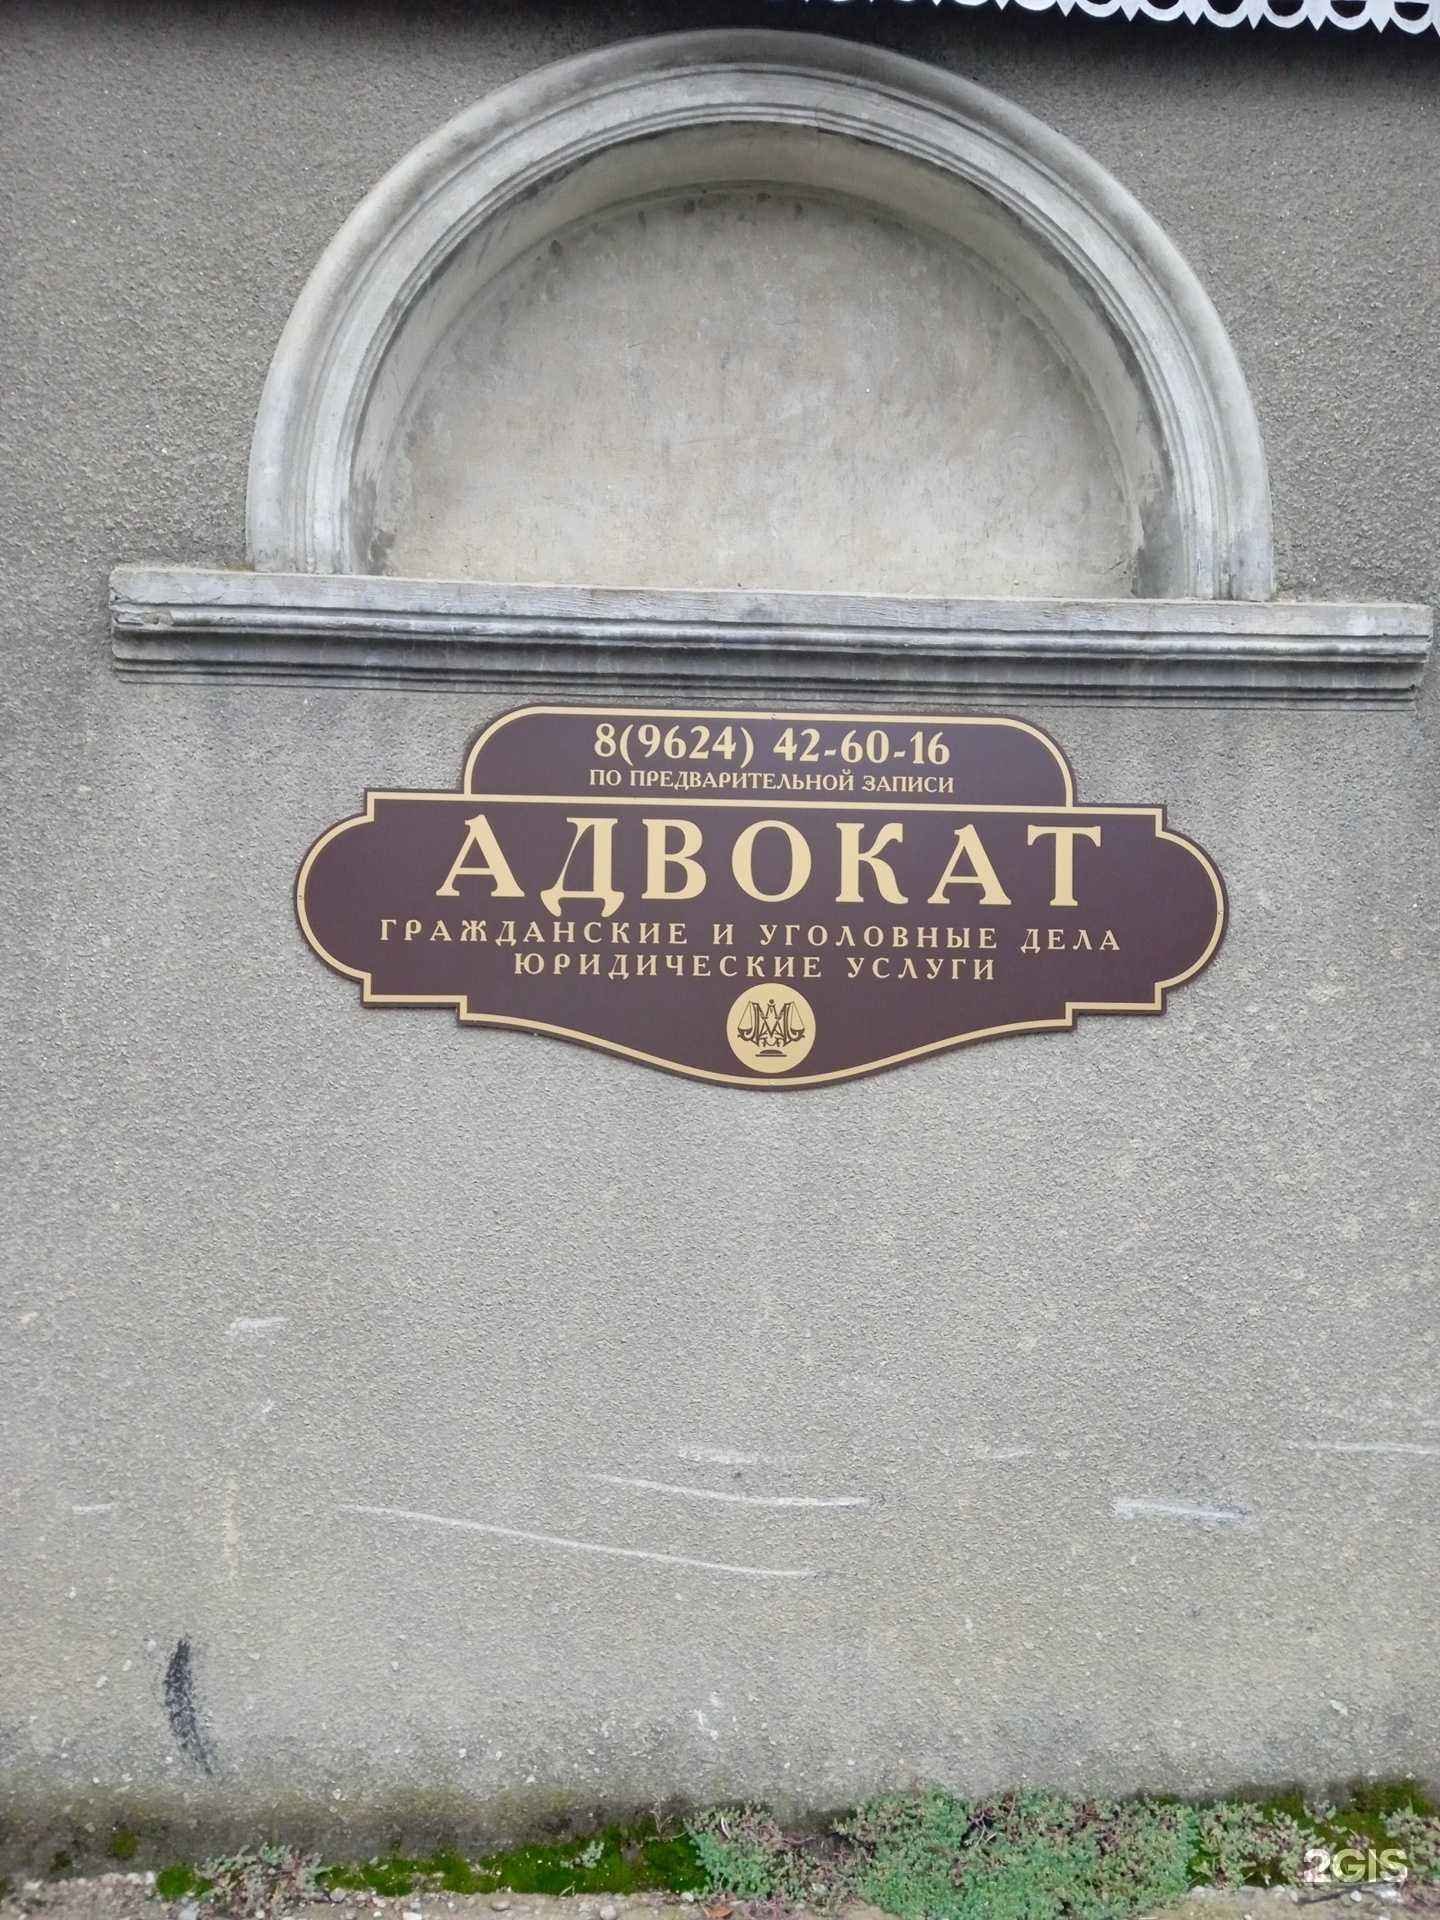 8(9624) 42-60-16
ПО ПРЕДВАРИТЕЛЬНОЙ ЗАПИСИ
АДВОКАТ
ГРАЖДАНСКИЕ И УГОЛОВНЫЕ ДЕЛА
ЮРИДИЧЕСКИЕ УСЛУГИ
2GIS